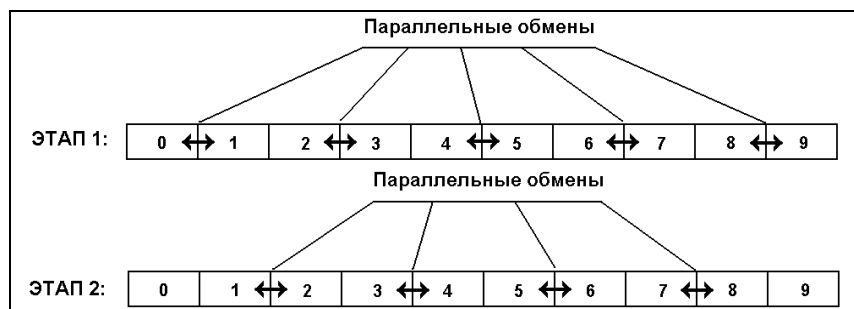 Параллельные обмены
ЭТАП 1: 0 1 2 3 4 5 6 7 8 9
Параллельные обмены
ЭТАП 2: 0 1 2 3 4 5 6 7 8 9